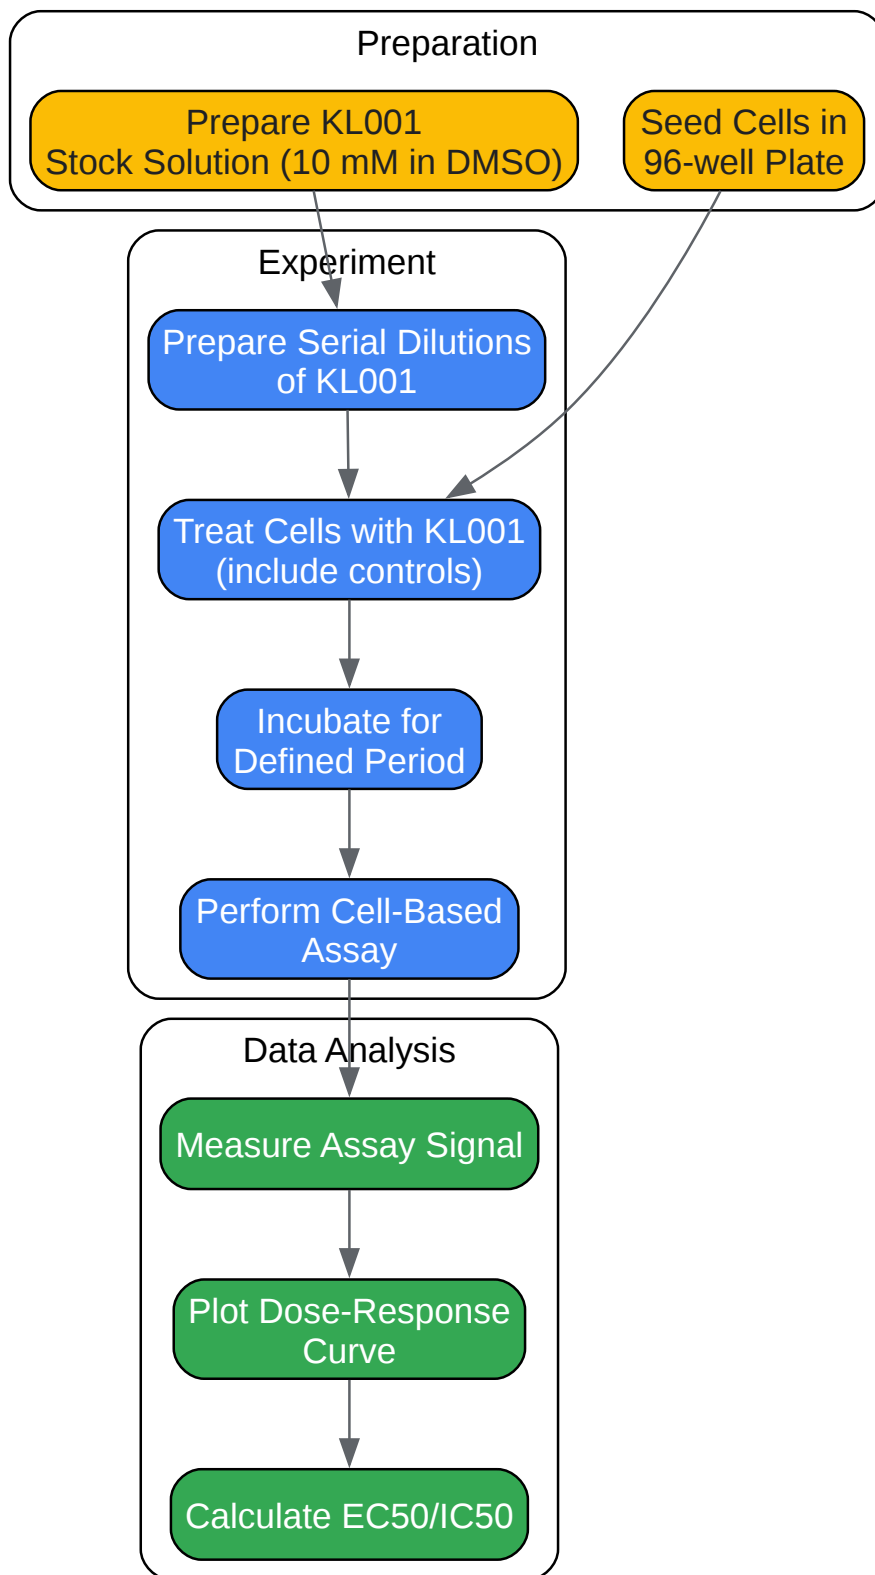 Preparation
Prepare KL001
Stock Solution (10 mM in DMSO)
Seed Cells in
96-well Plate
Experiment
Prepare Serial Dilutions
of KL001
Treat Cells with KL001
(include controls)
Incubate for
Defined Period
Perform Cell-Based
Assay
Data Analysis
Measure Assay Signal
Plot Dose-Response
Curve
Calculate EC50/IC50